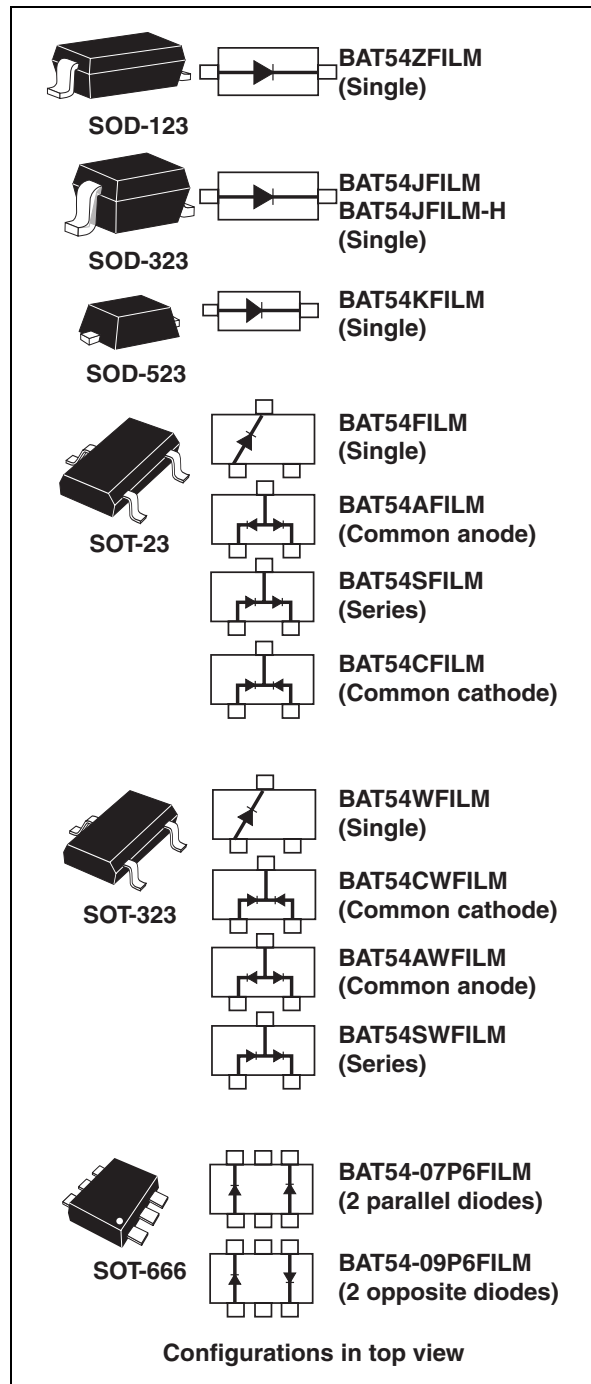 BAT54ZFILM
(Single)
SOD-123
BAT54JFILM
BAT54JFILM-H
(Single)
SOD-323
BAT54KFILM
(Single)
SOD-523
BAT54FILM
(Single)
BAT54AFILM
(Common anode)
SOT-23
BAT54SFILM
(Series)
BAT54CFILM
(Common cathode)
BAT54WFILM
(Single)
BAT54CWFILM
(Common cathode)
SOT-323
BAT54AWFILM
(Common anode)
BAT54SWFILM
(Series)
BAT54-07P6FILM
(2 parallel diodes)
SOT-666
BAT54-09P6FILM
(2 opposite diodes)
Configurations in top view